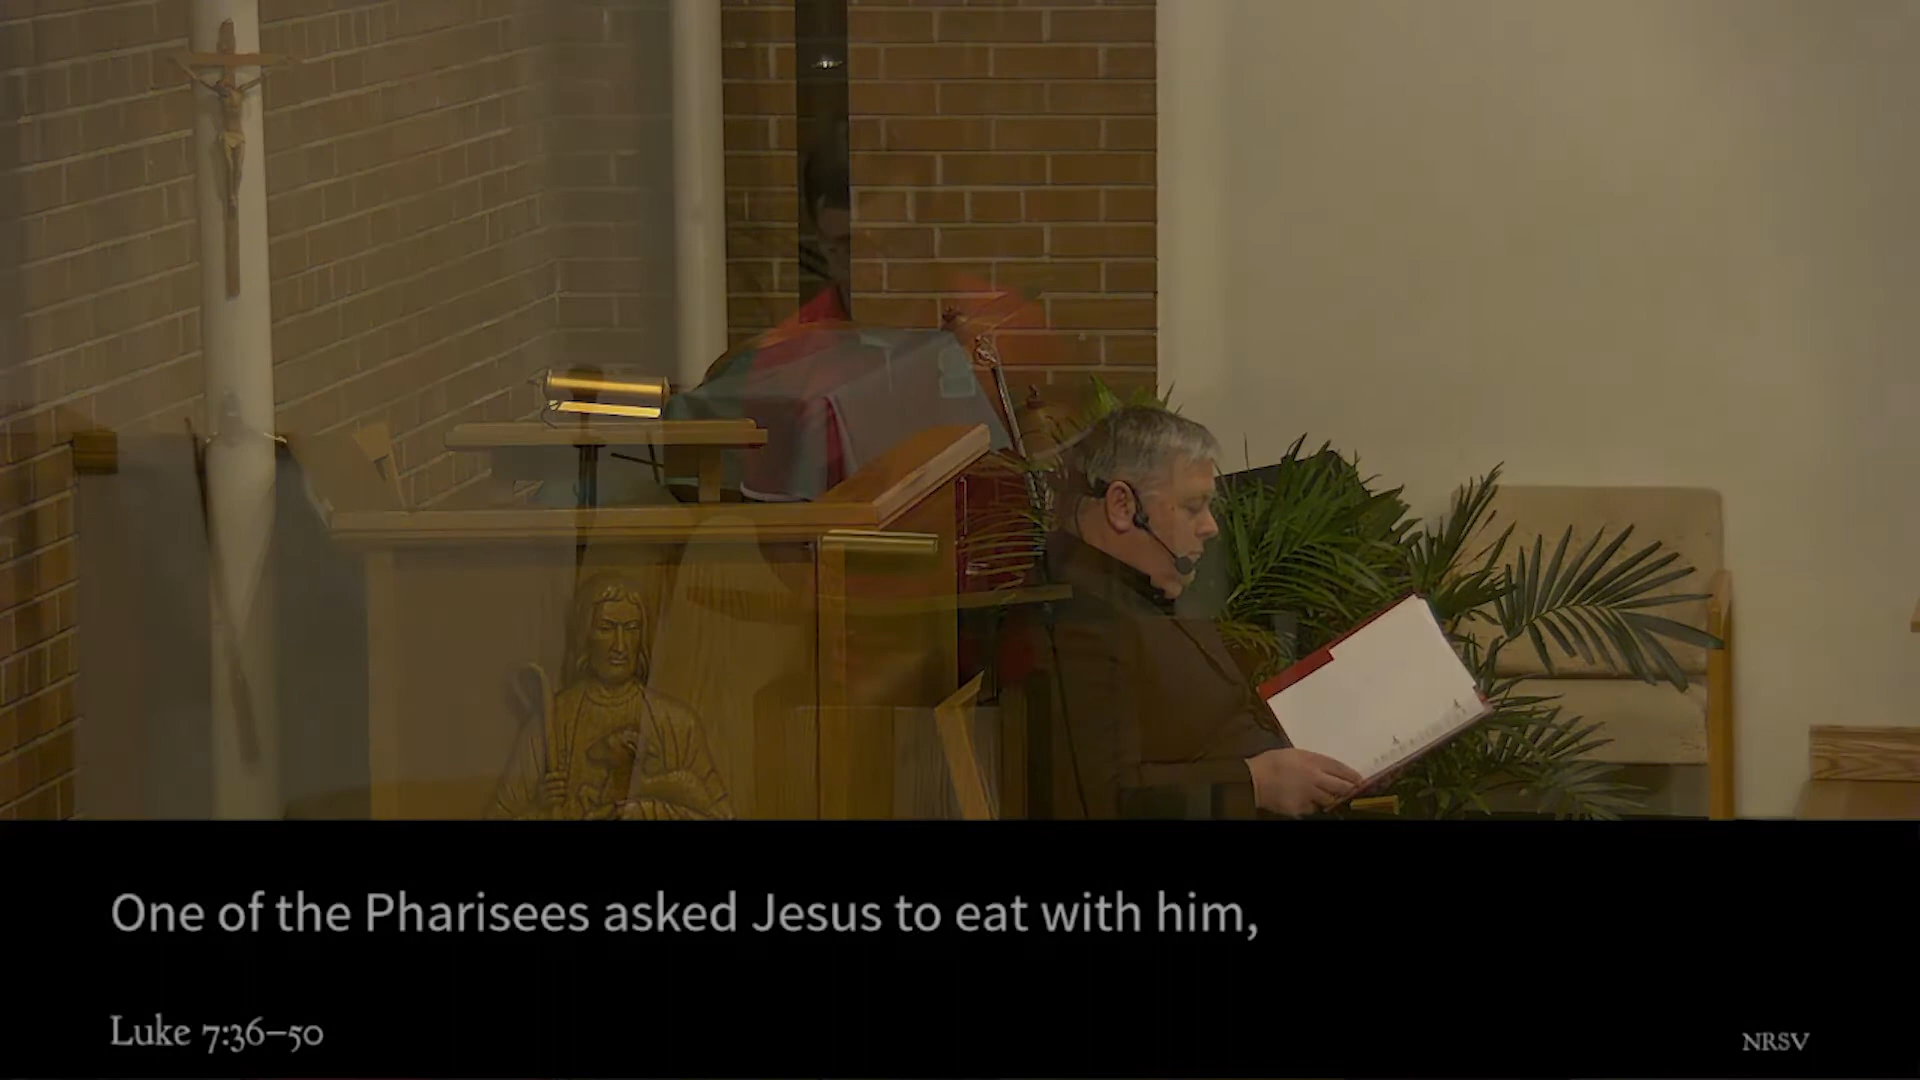 One of the Pharisees asked Jesus to eat with him,
Luke 7:36–50
NRSV